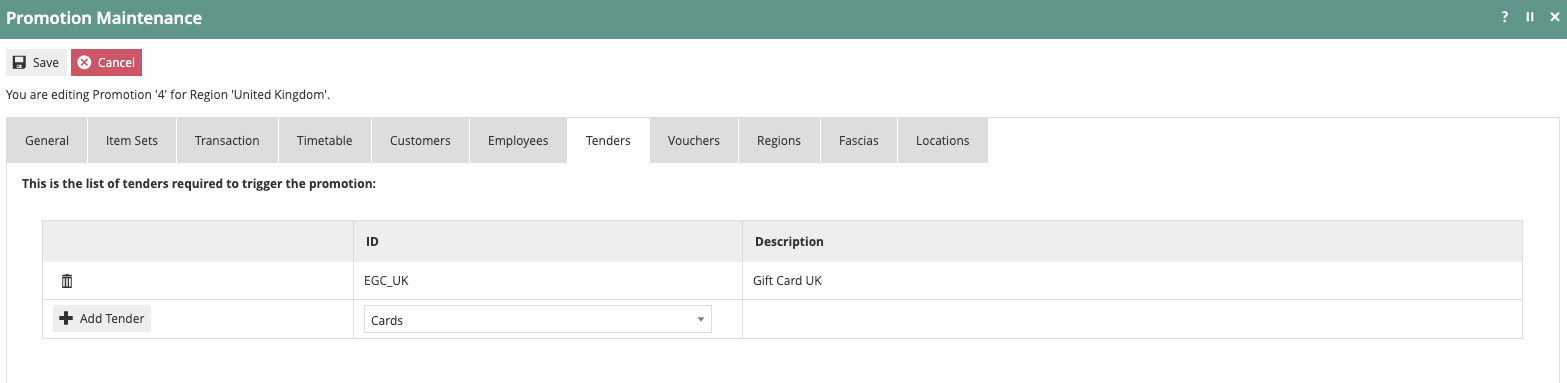 Promotion Maintenance
?
Save Cancel
You are editing Promotion '4' for Region 'United Kingdom'.
General Item Sets Transaction Timetable Customers Employees Tenders Vouchers Regions Fascias Locations
This is the list of tenders required to trigger the promotion:
ID Description
EGC_UK Gift Card UK
Add Tender Cards